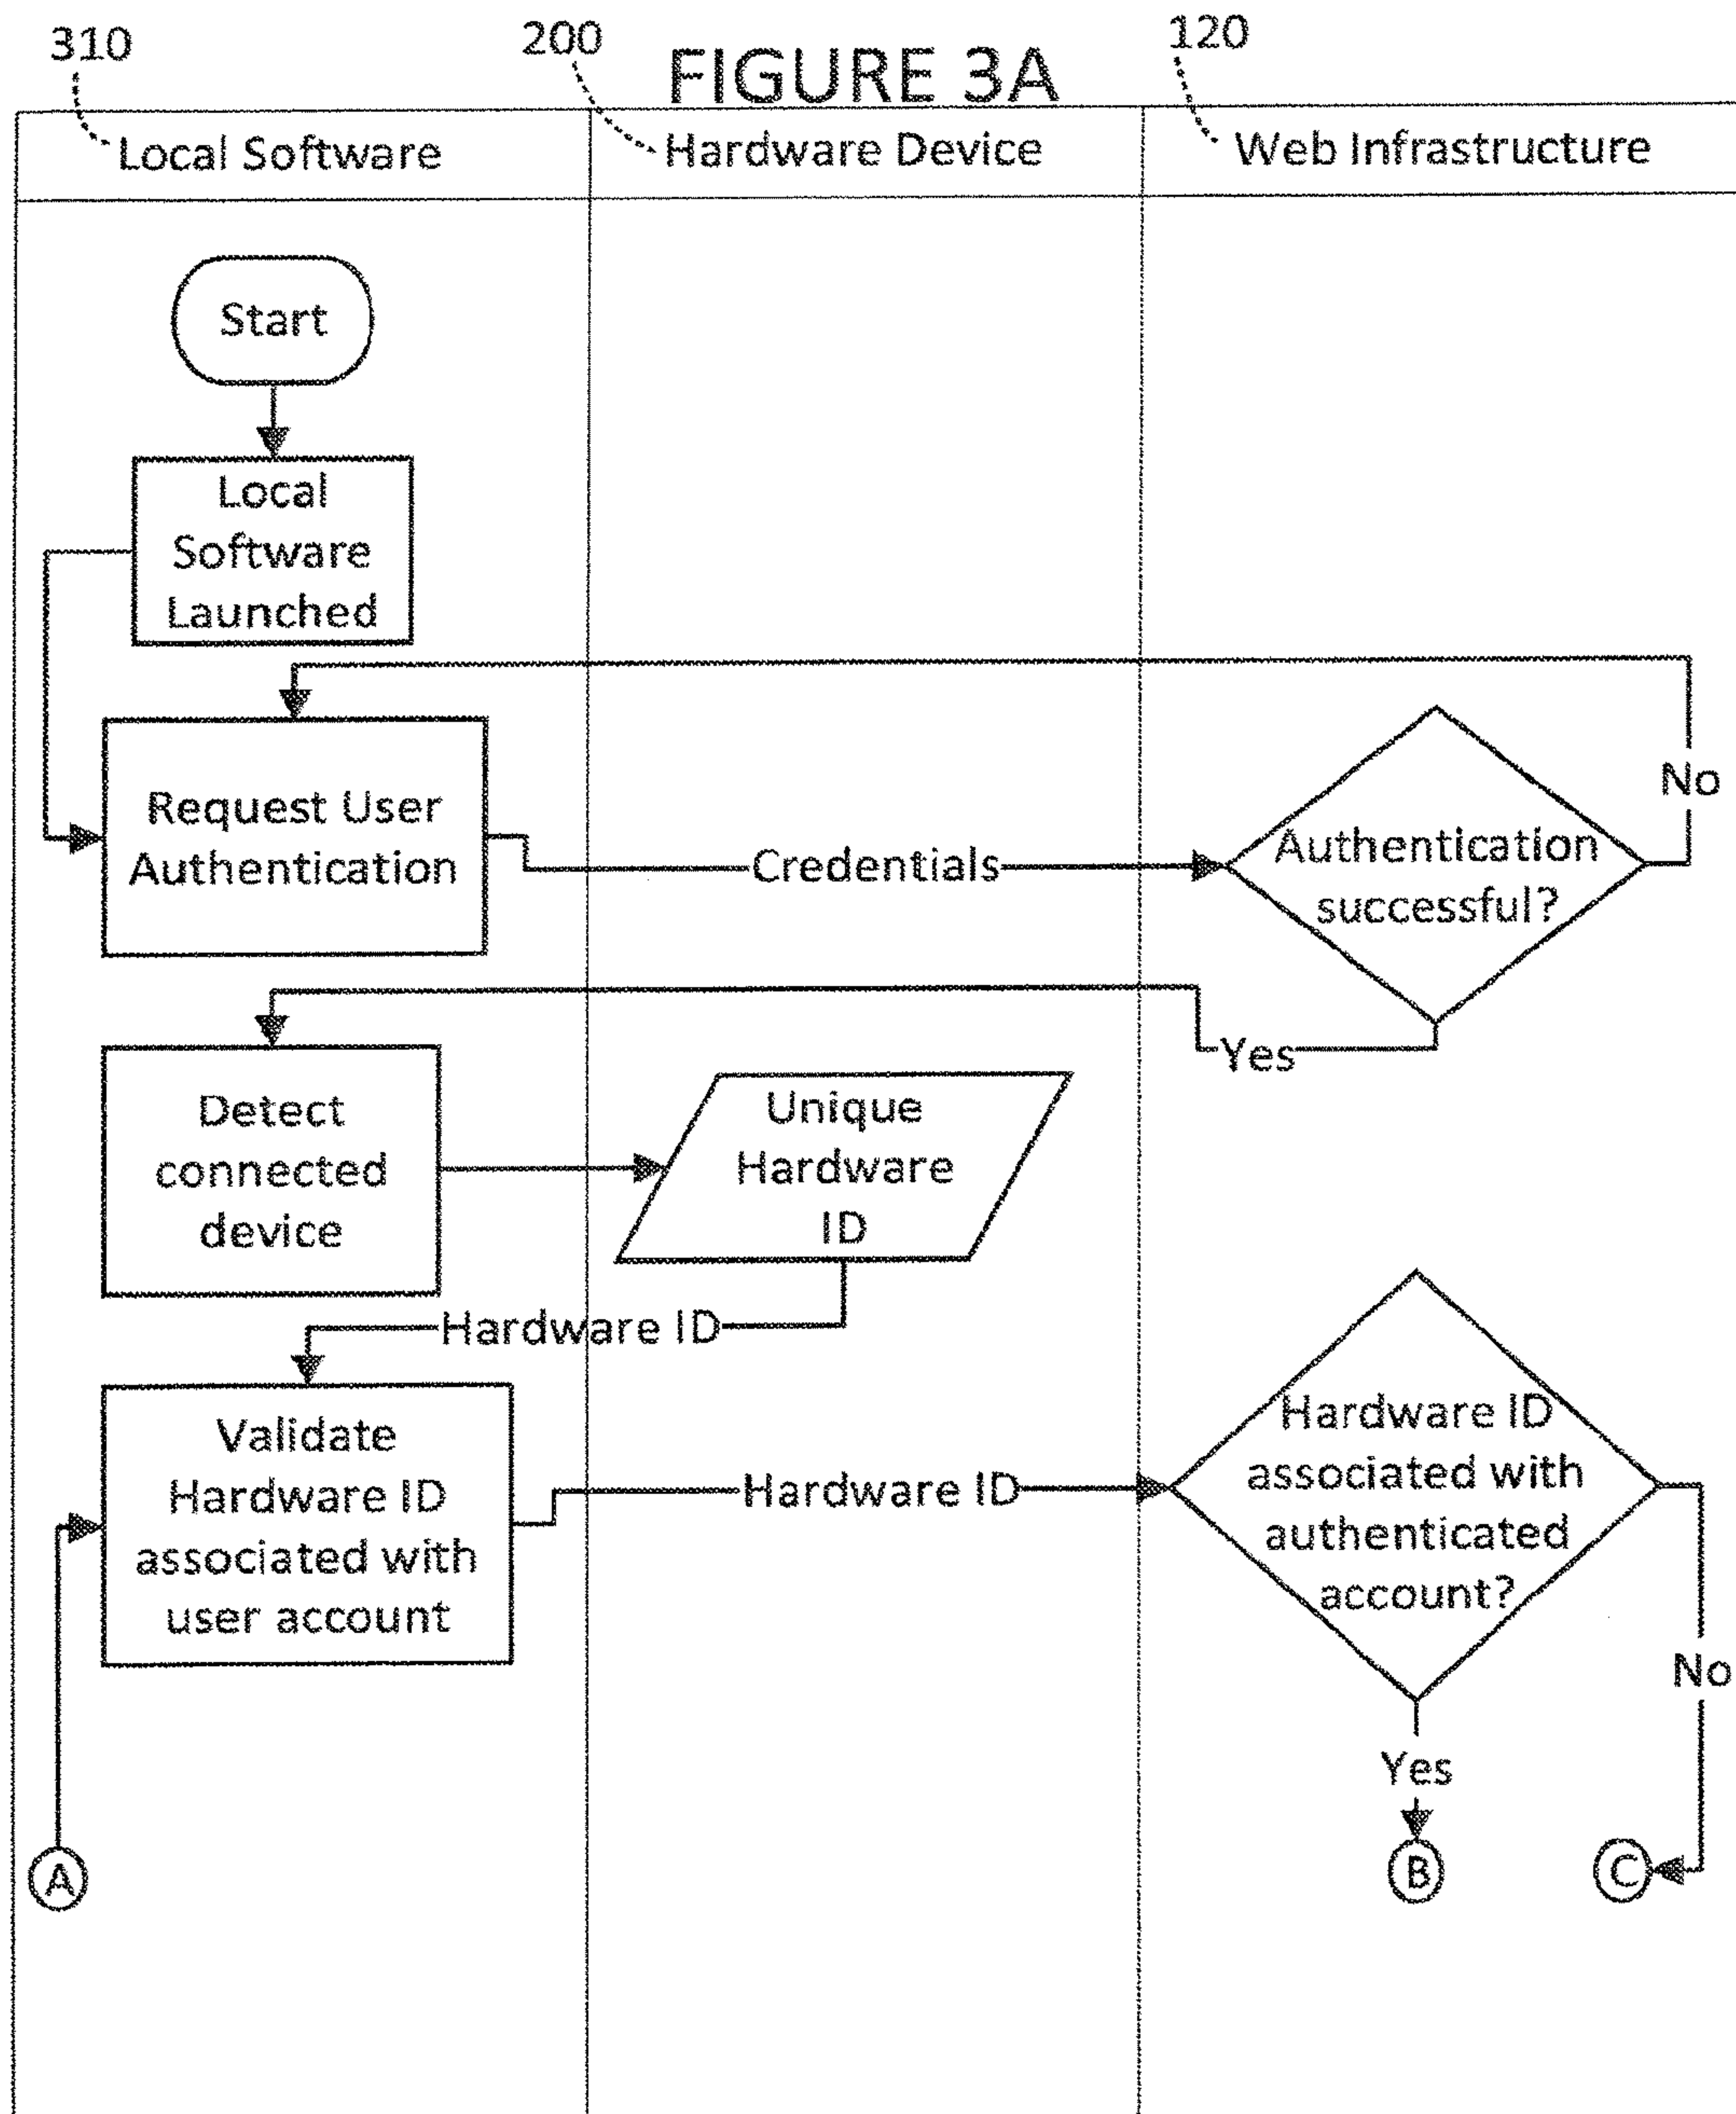 310
200
120
FIGURE 3A
Local Software
Hardware Device
Web Infrastructure
Start
Local
Software
Launched
Request User
Authentication
Credentials
Authentication
successful?
No
Yes
Detect
connected
device
Unique
Hardware
ID
Hardware ID
Validate
Hardware ID
associated with
user account
Hardware ID
Hardware ID
associated with
authenticated
account?
No
Yes
A
B
C